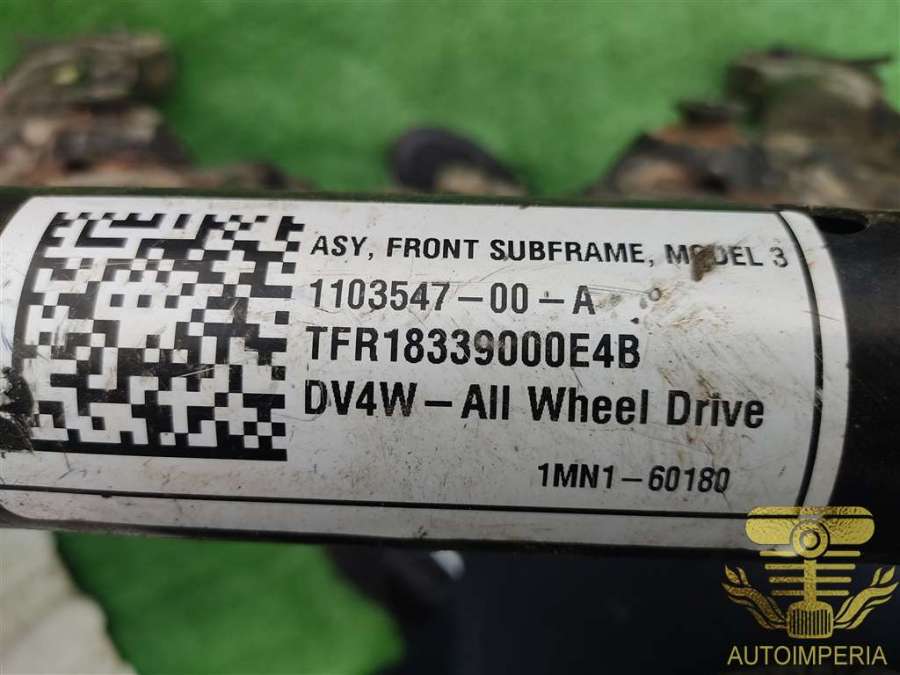 ASY, FRONT SUBFRAME, MODEL 3
1103547-00-A
TFR18339000E4B
DV4W-All Wheel Drive
1MN1-60180
AUTOIMPERIA